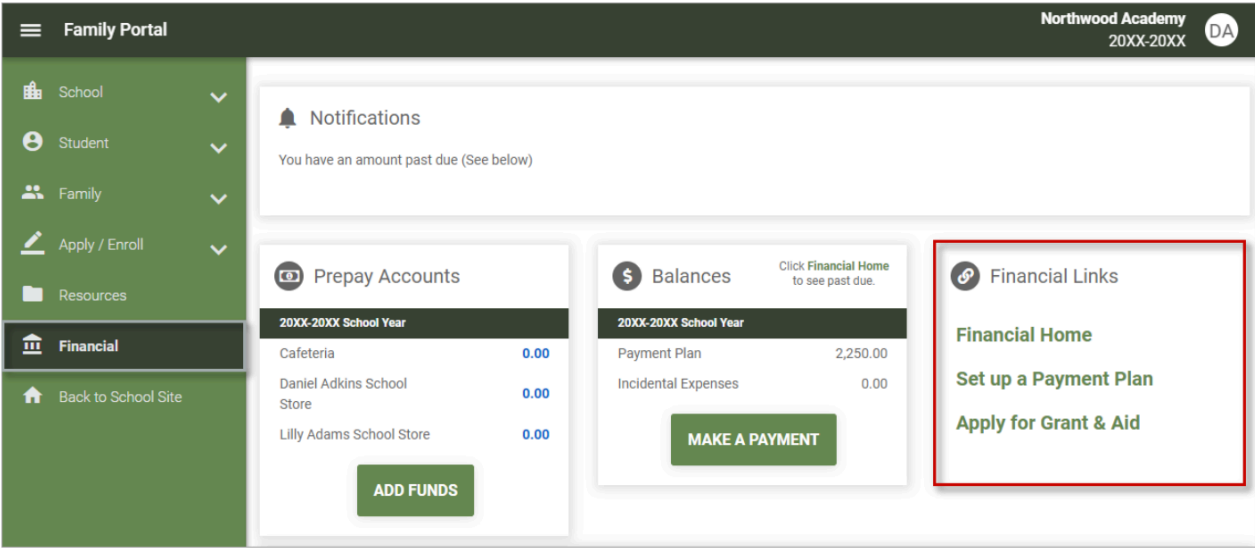 Family Portal
Northwood Academy
20XX-20XX
DA
School
Student
Family
Apply / Enroll
Resources
Financial
Back to School Site
Notifications
You have an amount past due (See below)
Prepay Accounts
20XX-20XX School Year
Cafeteria 0.00
Daniel Adkins School
Store 0.00
Lilly Adams School Store 0.00
ADD FUNDS
$ Balances
Click Financial Home
to see past due.
20XX-20XX School Year
Payment Plan 2,250.00
Incidental Expenses 0.00
MAKE A PAYMENT
Financial Links
Financial Home
Set up a Payment Plan
Apply for Grant & Aid